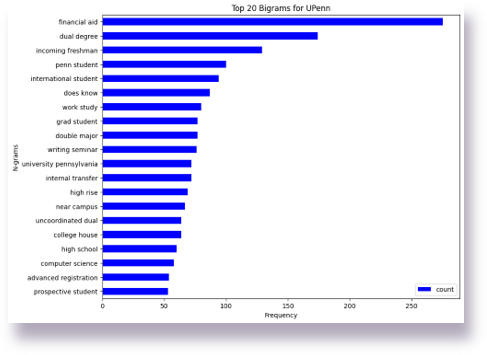 Top 20 Bigrams for UPenn
financial aid
dual degree
incoming freshman
penn student
international student
does know
work study
grad student
double major
writing seminar
university pennsylvania
internal transfer
high rise
near campus
uncoordinated dual
college house
high school
computer science
advanced registration
prospective student
N-grams
count
0 50 100 150 200 250
Frequency